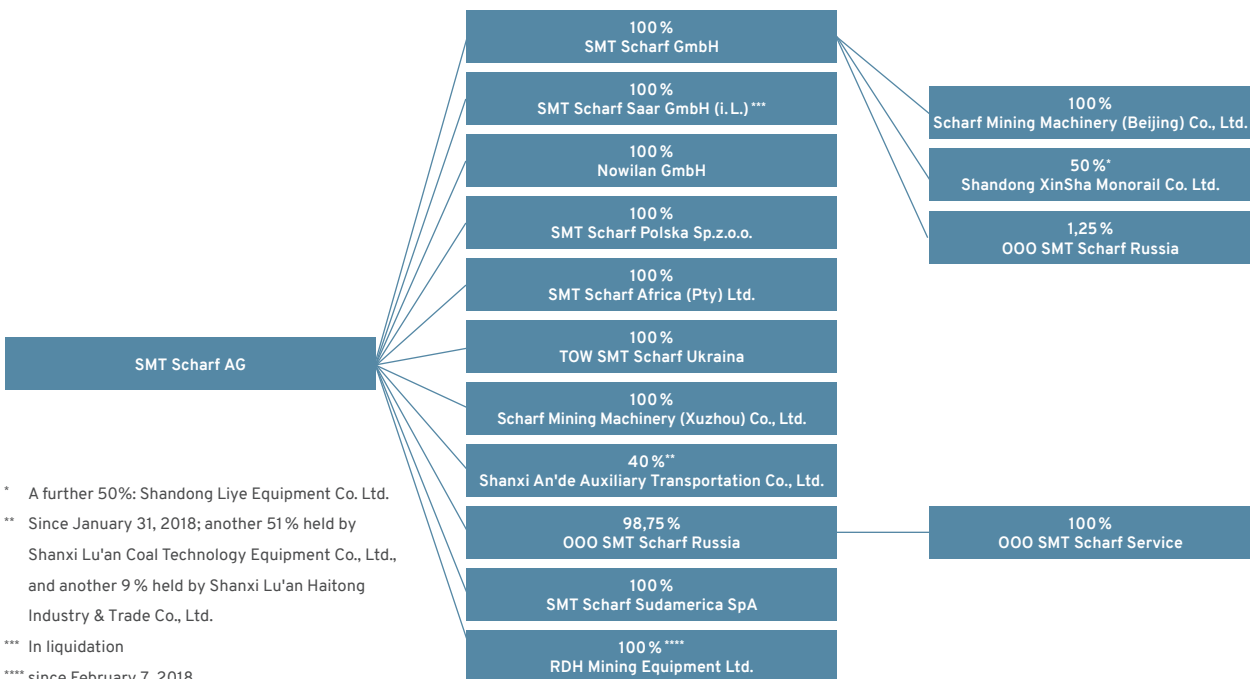 100 %
SMT Scharf GmbH
100 %
SMT Scharf Saar GmbH (i. L.) ***
100 %
Nowilan GmbH
100 %
SMT Scharf Polska Sp.z.o.o.
100 %
SMT Scharf Africa (Pty) Ltd.
100 %
TOW SMT Scharf Ukraina
100 %
Scharf Mining Machinery (Xuzhou) Co., Ltd.
40 %**
Shanxi An'de Auxiliary Transportation Co., Ltd.
98,75 %
OOO SMT Scharf Russia
100 %
SMT Scharf Sudamerica SpA
100 % ****
RDH Mining Equipment Ltd.
100 %
Scharf Mining Machinery (Beijing) Co., Ltd.
50 %*
Shandong XinSha Monorail Co. Ltd.
1,25 %
OOO SMT Scharf Russia
100 %
OOO SMT Scharf Service
SMT Scharf AG
* A further 50%: Shandong Liye Equipment Co. Ltd.
** Since January 31, 2018; another 51 % held by
Shanxi Lu'an Coal Technology Equipment Co., Ltd.,
and another 9 % held by Shanxi Lu'an Haitong
Industry & Trade Co., Ltd.
*** In liquidation
**** since February 7, 2018